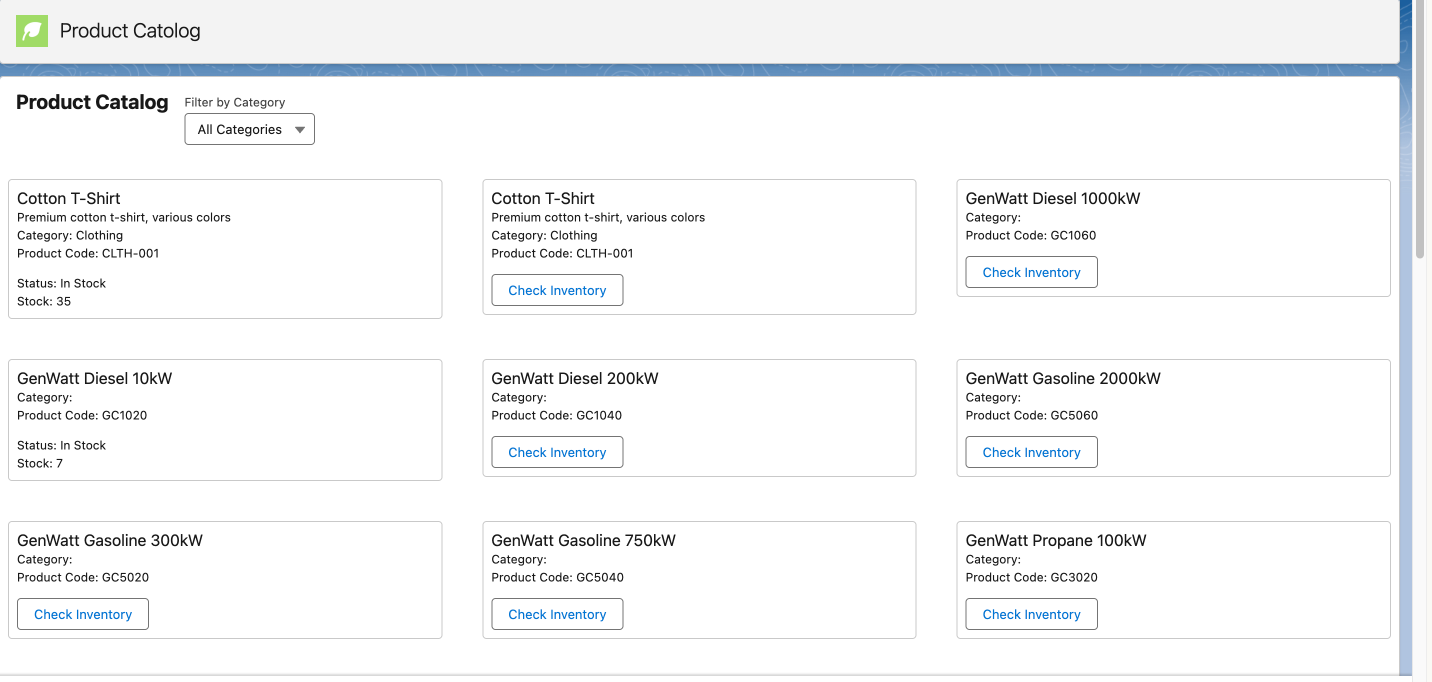 Product Catolog
Product Catalog
Filter by Category
All Categories
Cotton T-Shirt
Premium cotton t-shirt, various colors
Category: Clothing
Product Code: CLTH-001
Status: In Stock
Stock: 35
Cotton T-Shirt
Premium cotton t-shirt, various colors
Category: Clothing
Product Code: CLTH-001
Check Inventory
GenWatt Diesel 1000kW
Category:
Product Code: GC1060
Check Inventory
GenWatt Diesel 10kW
Category:
Product Code: GC1020
Status: In Stock
Stock: 7
GenWatt Diesel 200kW
Category:
Product Code: GC1040
Check Inventory
GenWatt Gasoline 2000kW
Category:
Product Code: GC5060
Check Inventory
GenWatt Gasoline 300kW
Category:
Product Code: GC5020
Check Inventory
GenWatt Gasoline 750kW
Category:
Product Code: GC5040
Check Inventory
GenWatt Propane 100kW
Category:
Product Code: GC3020
Check Inventory